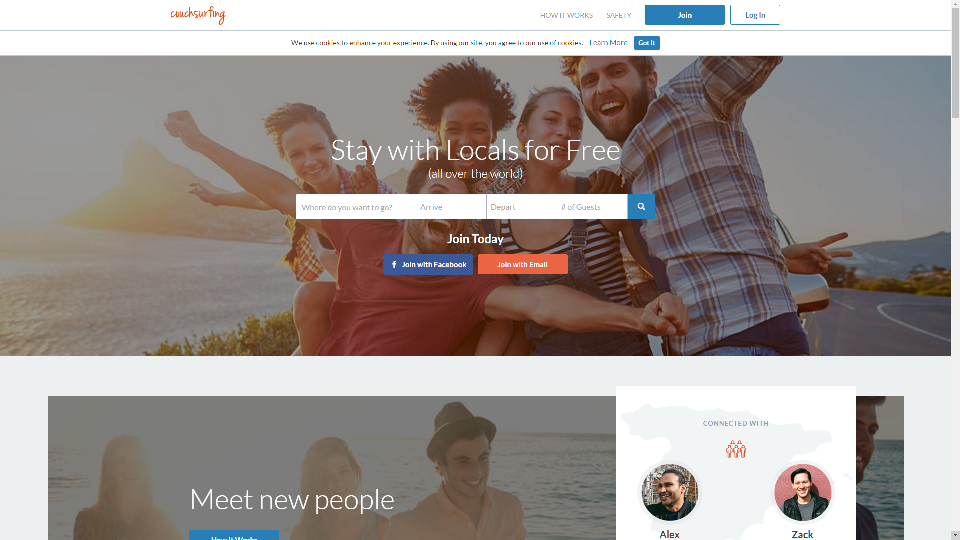 couchsurfing
HOW IT WORKS
SAFETY
Join
Log In
We use cookies to enhance your experience. By using our site, you agree to our use of cookies. Learn More
Got It
Stay with Locals for Free
(all over the world)
Where do you want to go?
Arrive
Depart
# of Guests
Join Today
f Join with Facebook
Join with Email
CONNECTED WITH
Meet new people
How It Works
Alex
Zack